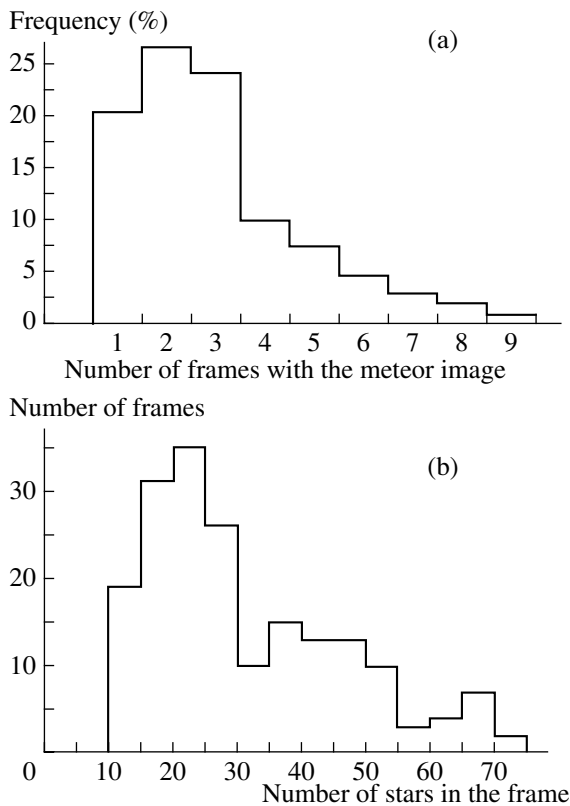 Frequency (%)
(a)
25
20
15
10
5
0
1 2 3 4 5 6 7 8 9
Number of frames with the meteor image
Number of frames
(b)
30
20
10
0 10 20 30 40 50 60 70
Number of stars in the frame